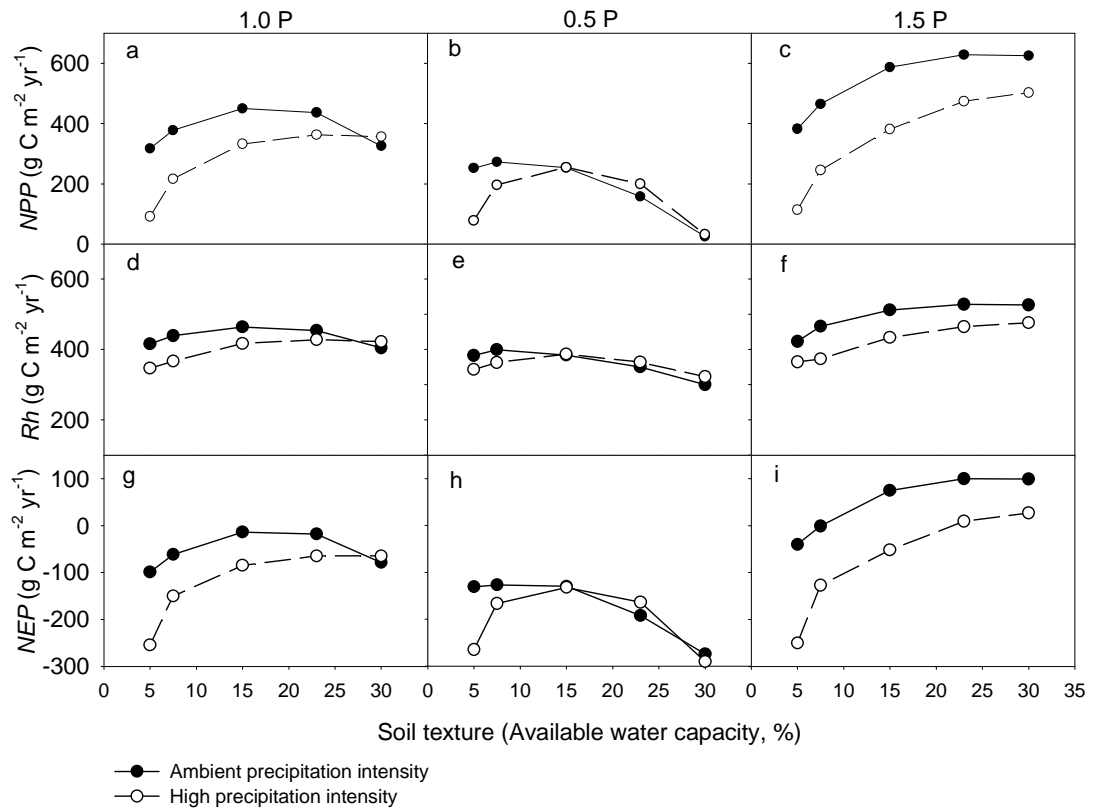 1.0 P 0.5 P 1.5 P
a b c
NPP (g C m-2 yr-1)
600
400
200
0
d e f
Rh (g C m-2 yr-1)
600
400
200
g h i
NEP (g C m-2 yr-1)
100
0
-100
-200
-300
0 5 10 15 20 25 30 0 5 10 15 20 25 30 0 5 10 15 20 25 30 35
Soil texture (Available water capacity, %)
Ambient precipitation intensity
High precipitation intensity